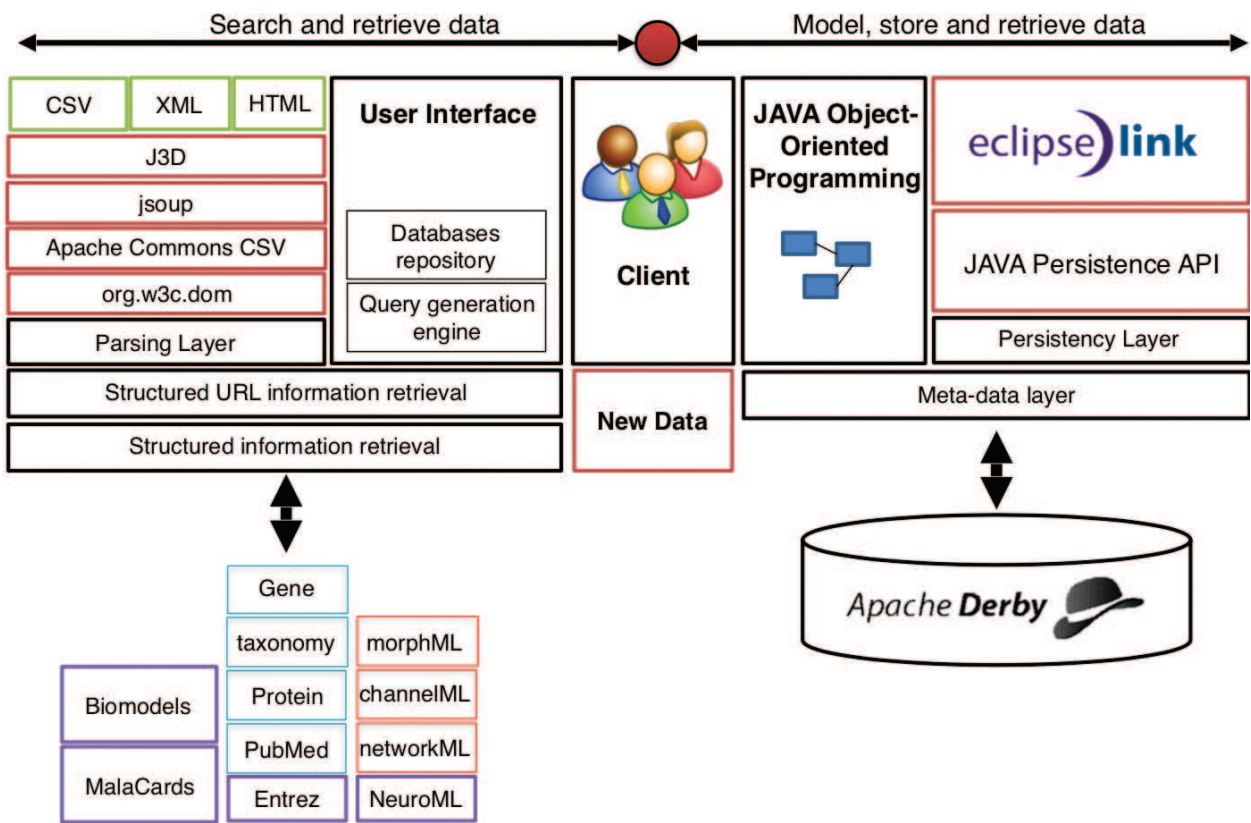 Search and retrieve data
Model, store and retrieve data
CSV
XML
HTML
J3D
jsoup
Apache Commons CSV
org.w3c.dom
Parsing Layer
User Interface
Databases
repository
Query generation
engine
Client
New Data
JAVA Object-
Oriented
Programming
eclipse link
JAVA Persistence API
Persistency Layer
Structured URL information retrieval
Structured information retrieval
Meta-data layer
Gene
taxonomy
Protein
PubMed
Entrez
morphML
channelML
networkML
NeuroML
Biomodels
MalaCards
Apache Derby